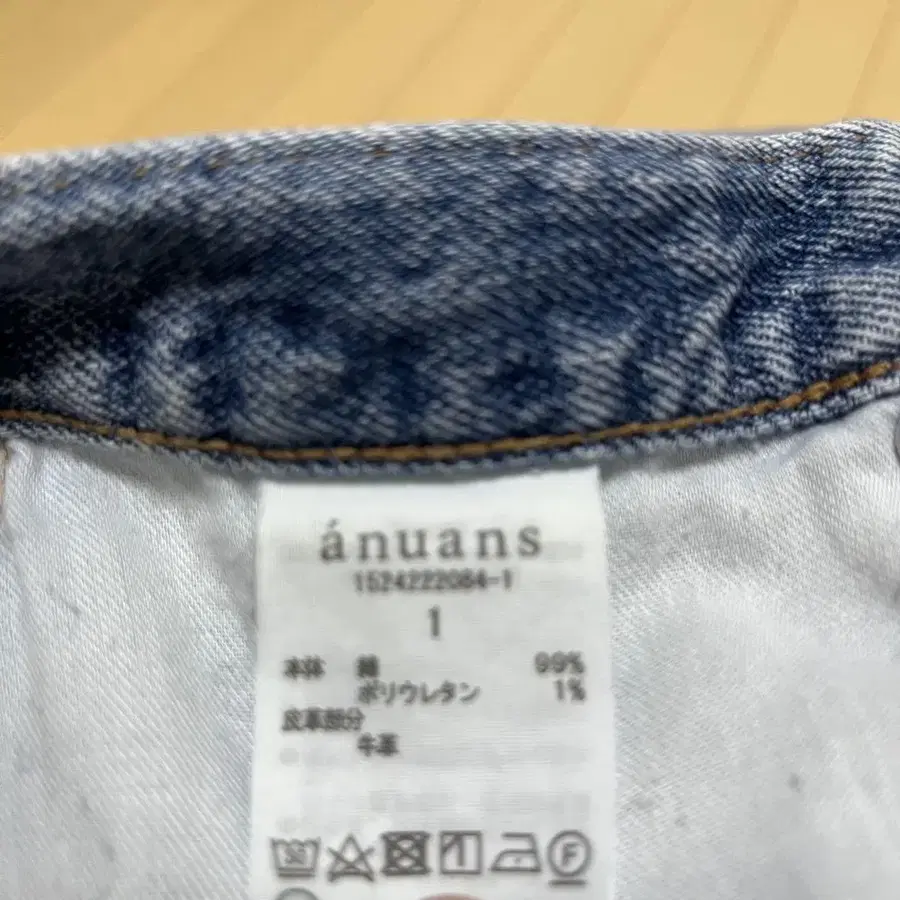 ánuans
1524222084-1
1
本体 綿 99%
ポリウレタン 1%
皮革部分
牛革
30
F